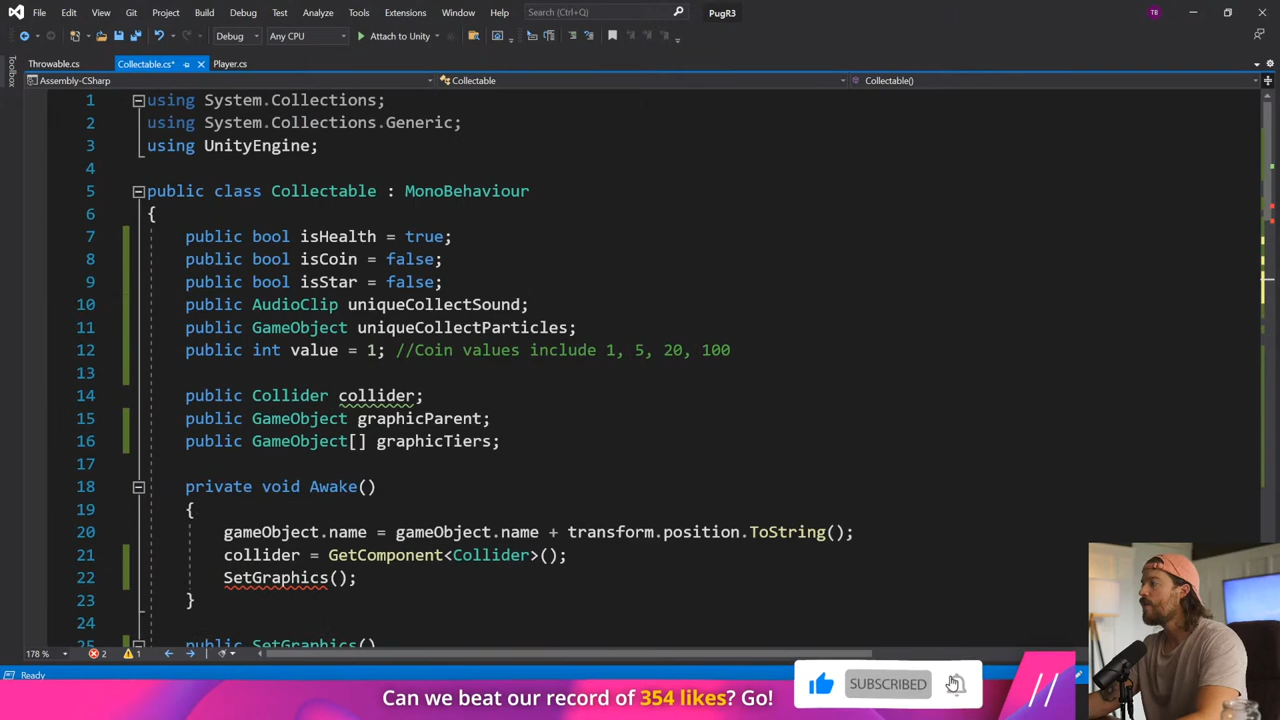 File Edit View Git Project Build Debug Test Analyze Tools Extensions Window Help Search (Ctrl+Q) PugR3 TB
Debug Any CPU Attach to Unity
Throwable.cs Collectable.cs* Player.cs
Toolbox
Assembly-CSharp Collectable Collectable()
1 using System.Collections;
2 using System.Collections.Generic;
3 using UnityEngine;
4
5 public class Collectable : MonoBehaviour
6 {
7 public bool isHealth = true;
8 public bool isCoin = false;
9 public bool isStar = false;
10 public AudioClip uniqueCollectSound;
11 public GameObject uniqueCollectParticles;
12 public int value = 1; //Coin values include 1, 5, 20, 100
13
14 public Collider collider;
15 public GameObject graphicParent;
16 public GameObject[] graphicTiers;
17
18 private void Awake()
19 {
20 gameObject.name = gameObject.name + transform.position.ToString();
21 collider = GetComponent<Collider>();
22 SetGraphics();
23 }
24
25 public SetGraphics()
178 % 2 1
Ready
SUBSCRIBED
Can we beat our record of 354 likes? Go! //